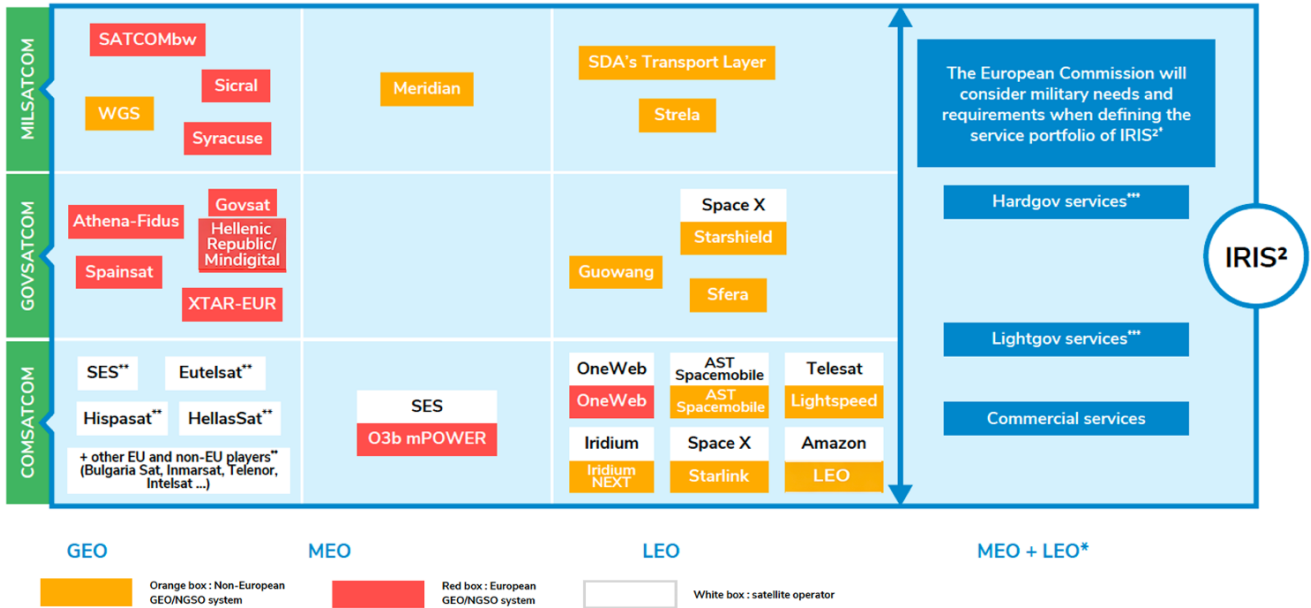 MILSATCOM
SATCOMbw
Sicral
WGS
Syracuse
Meridian
SDA's Transport Layer
Strela
The European Commission will
consider military needs and
requirements when defining the
service portfolio of IRIS²*
GOVSATCOM
Athena-Fidus
Govsat
Hellenic
Republic/
Mindigital
Spainsat
XTAR-EUR
Space X
Starshield
Guowang
Sfera
Hardgov services***
IRIS²
COMSATCOM
SES**
Eutelsat**
Hispasat**
HellasSat**
+ other EU and non-EU players**
(Bulgaria Sat, Inmarsat, Telenor,
Intelsat ...)
SES
O3b mPOWER
OneWeb
OneWeb
AST
Spacemobile
AST
Spacemobile
Telesat
Lightspeed
Iridium
Iridium
NEXT
Space X
Starlink
Amazon
LEO
Lightgov services***
Commercial services
GEO
MEO
LEO
MEO + LEO*
Orange box : Non-European
GEO/NGSO system
Red box : European
GEO/NGSO system
White box : satellite operator